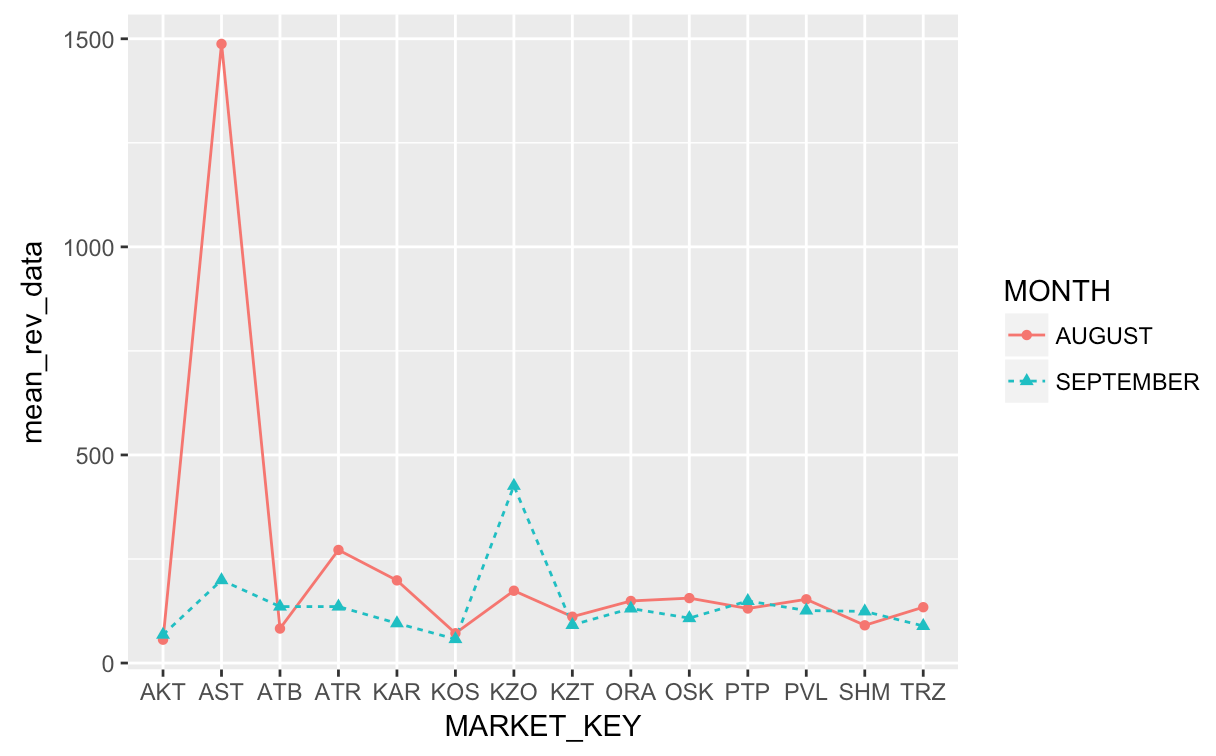 1500
1000
500
0
mean_rev_data
AKT AST ATB ATR KAR KOS KZO KZT ORA OSK PTP PVL SHM TRZ
MARKET_KEY
MONTH
AUGUST
SEPTEMBER